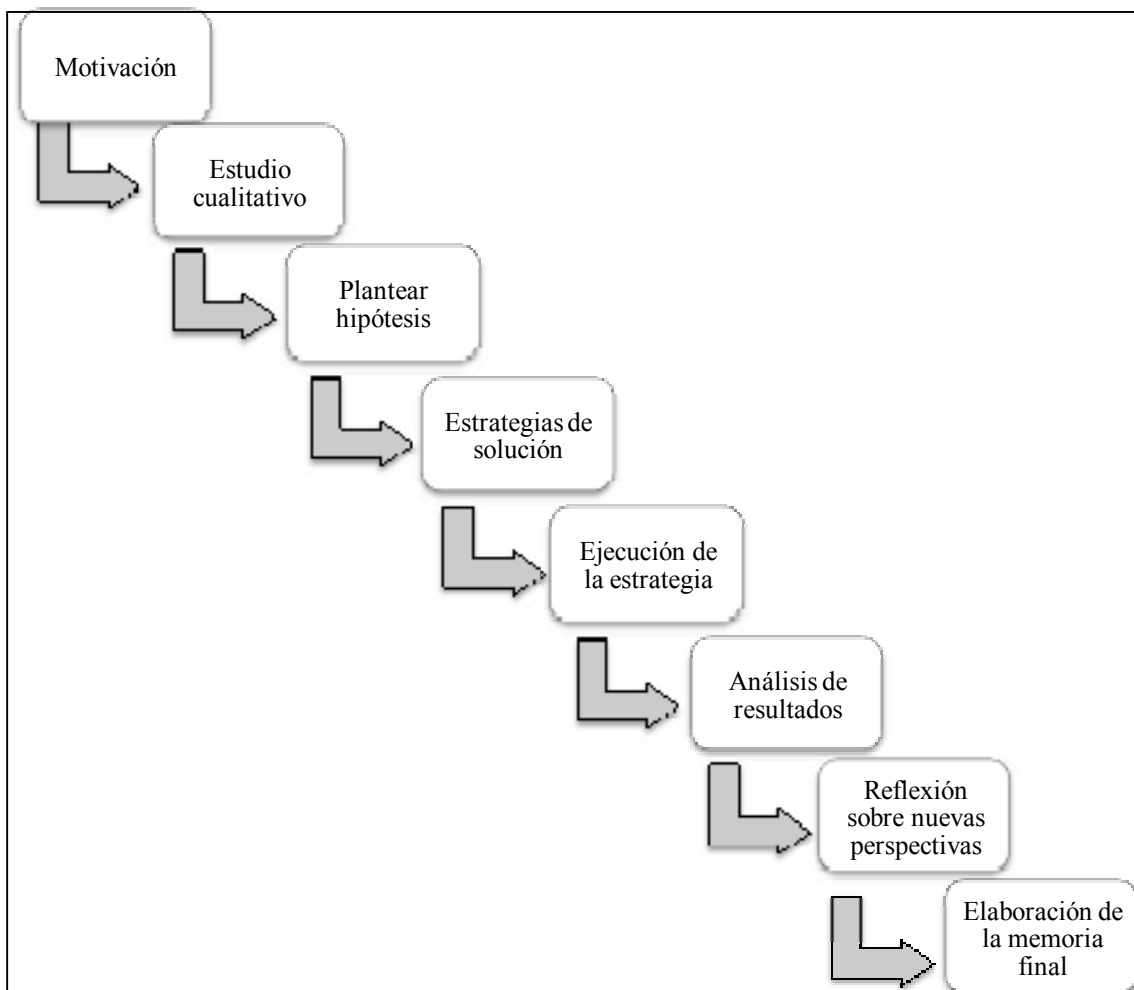 Motivación
Estudio
cualitativo
Plantear
hipótesis
Estrategias de
solución
Ejecución de
la estrategia
Análisis de
resultados
Reflexión
sobre nuevas
perspectivas
Elaboración de
la memoria
final